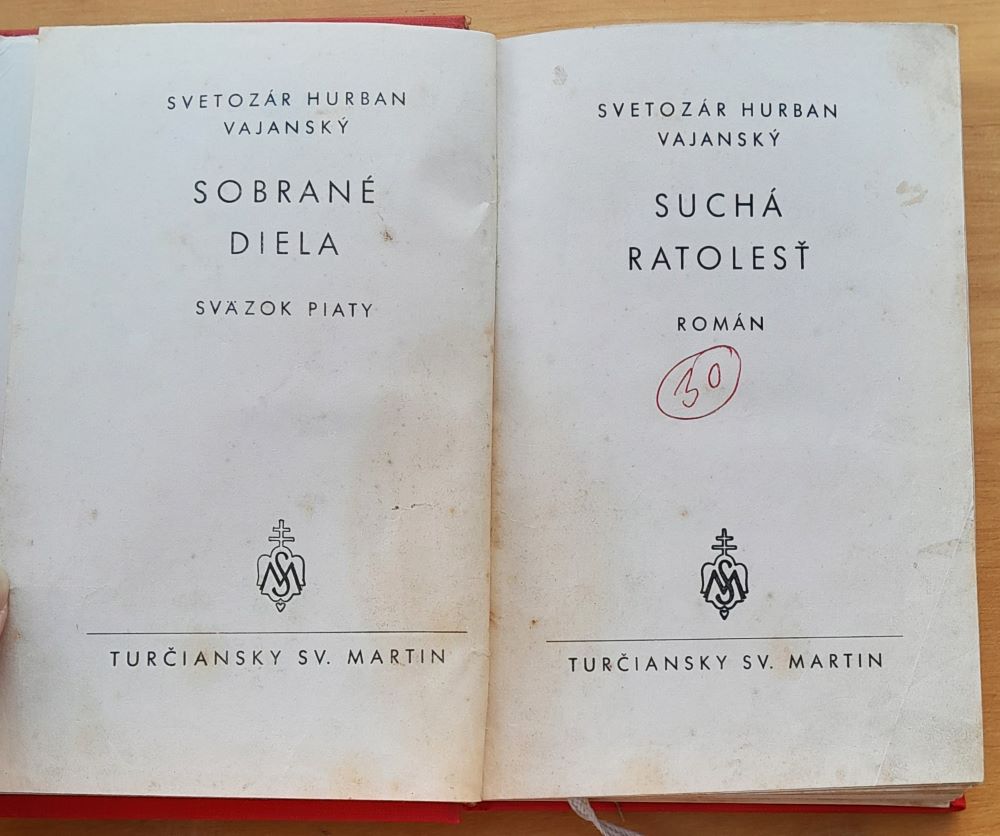 SVETOZÁR HURBAN
VAJANSKÝ
SOBRANÉ
DIELA
SVÄZOK PIATY
TURČIANSKY SV. MARTIN
SVETOZÁR HURBAN
VAJANSKÝ
SUCHÁ
RATOLESŤ
ROMÁN
30
TURČIANSKY SV. MARTIN